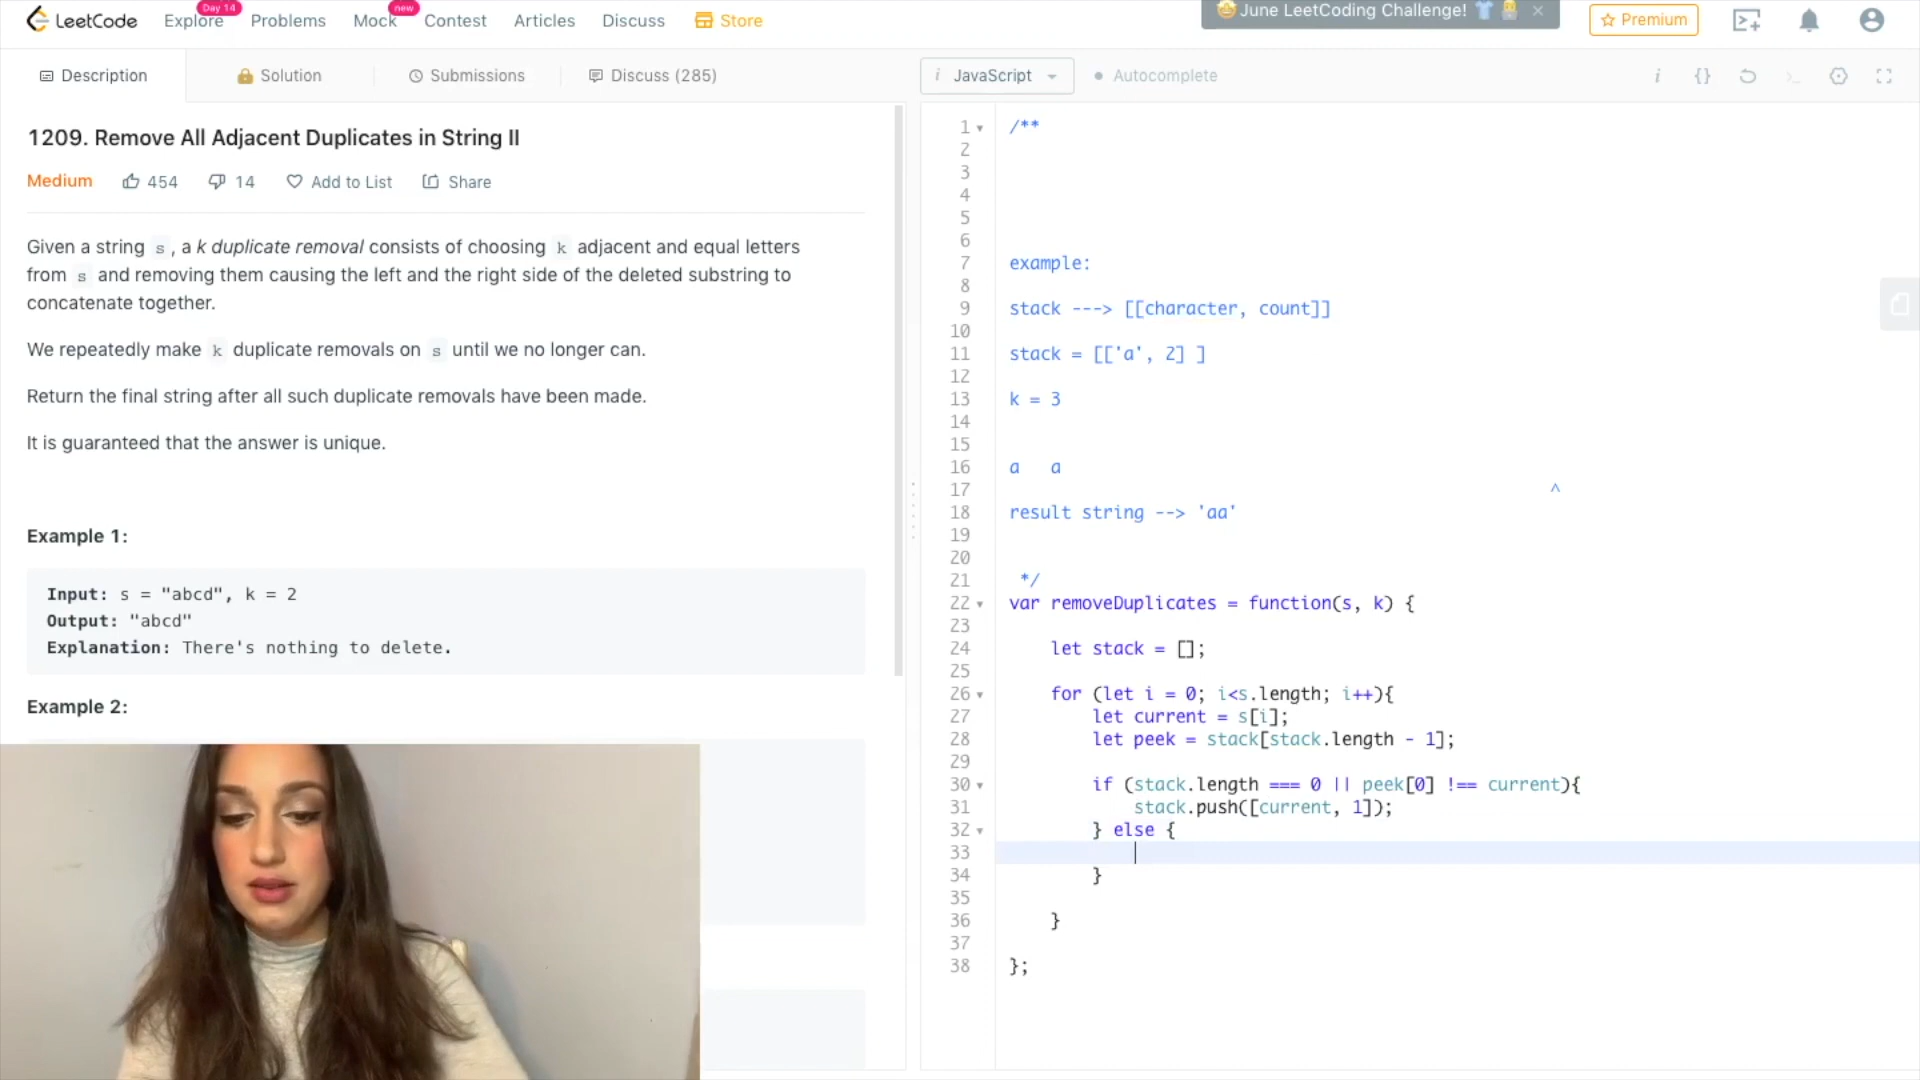 LeetCode
Explore
Day 14
Problems
Mock
new
Contest
Articles
Discuss
Store
June LeetCoding Challenge!
Premium
Description
Solution
Submissions
Discuss (285)
i JavaScript
Autocomplete
1209. Remove All Adjacent Duplicates in String II
Medium
454
14
Add to List
Share
Given a string s, a k duplicate removal consists of choosing k adjacent and equal letters
from s and removing them causing the left and the right side of the deleted substring to
concatenate together.
We repeatedly make k duplicate removals on s until we no longer can.
Return the final string after all such duplicate removals have been made.
It is guaranteed that the answer is unique.
Example 1:
Input: s = "abcd", k = 2
Output: "abcd"
Explanation: There's nothing to delete.
Example 2:
1 /**
2
3
4
5
6
7 example:
8
9 stack ---> [[character, count]]
10
11 stack = [['a', 2] ]
12
13 k = 3
14
15
16 a   a
17 ^
18 result string --> 'aa'
19
20
21 */
22 var removeDuplicates = function(s, k) {
23
24 let stack = [];
25
26 for (let i = 0; i<s.length; i++){
27 let current = s[i];
28 let peek = stack[stack.length - 1];
29
30 if (stack.length === 0 || peek[0] !== current){
31 stack.push([current, 1]);
32 } else {
33
34 }
35
36 }
37
38 };